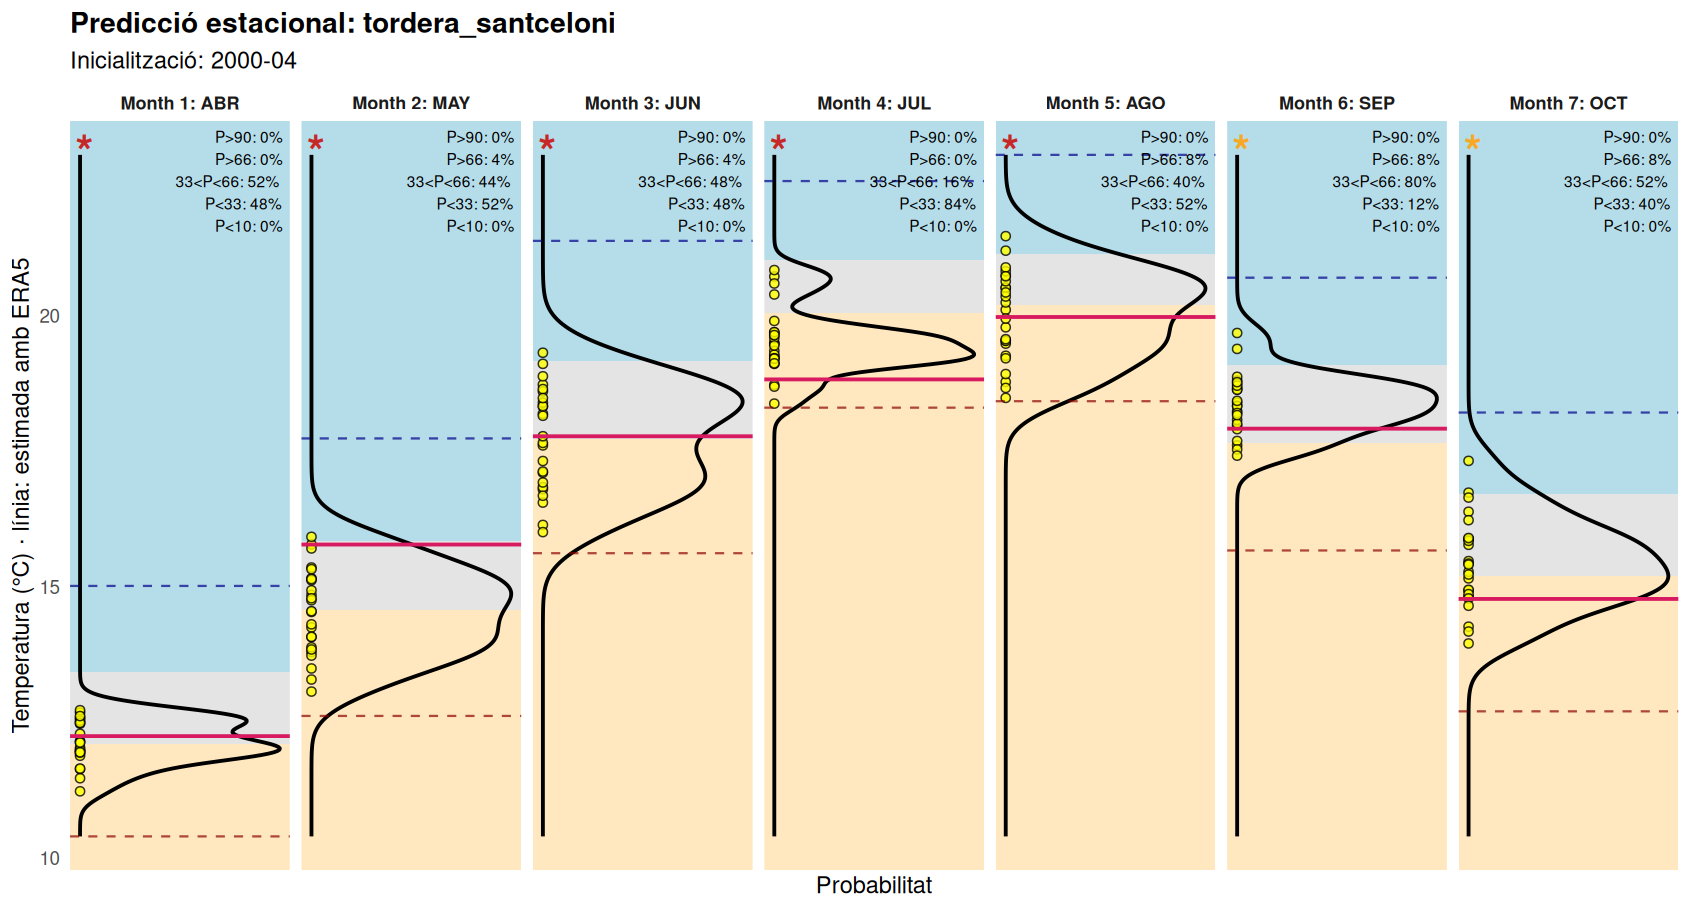 Predicció estacional: tordera_santceloni
Inicialització: 2000-04
Month 1: ABR
Month 2: MAY
Month 3: JUN
Month 4: JUL
Month 5: AGO
Month 6: SEP
Month 7: OCT
*
P>90: 0%
P>66: 0%
33<P<66: 52%
P<33: 48%
P<10: 0%
*
P>90: 0%
P>66: 4%
33<P<66: 44%
P<33: 52%
P<10: 0%
*
P>90: 0%
P>66: 4%
33<P<66: 48%
P<33: 48%
P<10: 0%
*
P>90: 0%
P>66: 0%
33<P<66: 16%
P<33: 84%
P<10: 0%
*
P>90: 0%
P>66: 8%
33<P<66: 40%
P<33: 52%
P<10: 0%
*
P>90: 0%
P>66: 8%
33<P<66: 80%
P<33: 12%
P<10: 0%
*
P>90: 0%
P>66: 8%
33<P<66: 52%
P<33: 40%
P<10: 0%
Temperatura (°C) · línia: estimada amb ERA5
20
15
10
Probabilitat